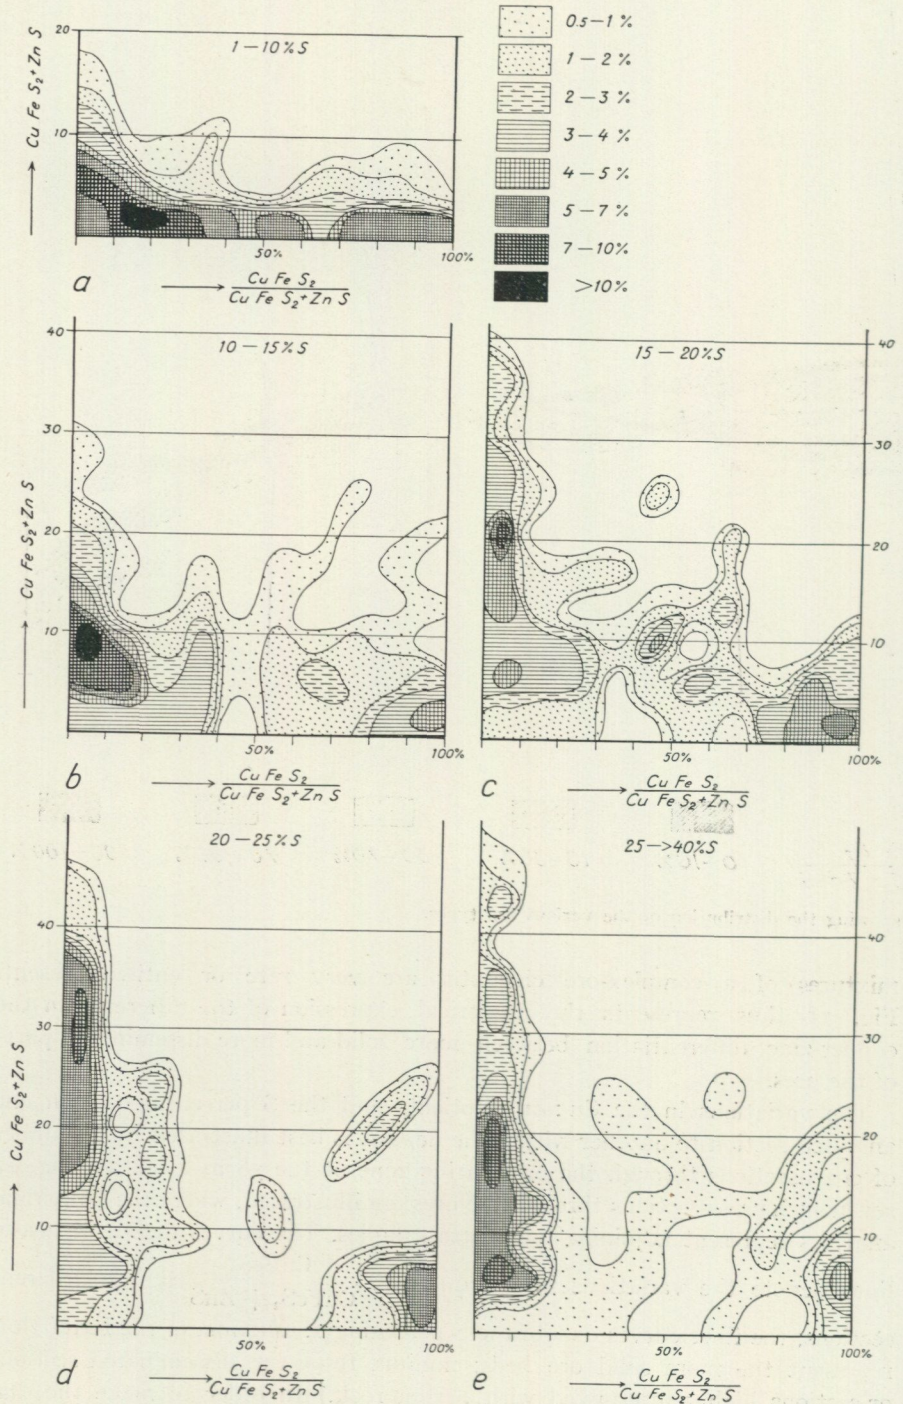 20
1—10% S
10
Cu Fe S₂+Zn S
50%
100%
a
Cu Fe S₂
Cu Fe S₂+Zn S
0.5—1 %
1—2 %
2—3 %
3—4 %
4—5 %
5—7 %
7—10%
>10%
40
10—15% S
30
20
10
Cu Fe S₂+Zn S
50%
100%
b
Cu Fe S₂
Cu Fe S₂+Zn S
15—20% S
40
30
20
10
50%
100%
c
Cu Fe S₂
Cu Fe S₂+Zn S
20—25% S
40
30
20
10
Cu Fe S₂+Zn S
50%
100%
d
Cu Fe S₂
Cu Fe S₂+Zn S
25—>40% S
40
30
20
10
50%
100%
e
Cu Fe S₂
Cu Fe S₂+Zn S